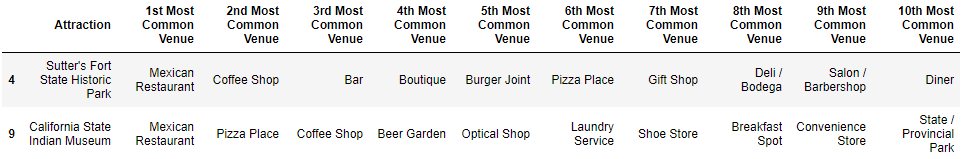 Attraction 1st Most Common Venue 2nd Most Common Venue 3rd Most Common Venue 4th Most Common Venue 5th Most Common Venue 6th Most Common Venue 7th Most Common Venue 8th Most Common Venue 9th Most Common Venue 10th Most Common Venue
4 Sutter's Fort State Historic Park Mexican Restaurant Coffee Shop Bar Boutique Burger Joint Pizza Place Gift Shop Deli / Bodega Salon / Barbershop Diner
9 California State Indian Museum Mexican Restaurant Pizza Place Coffee Shop Beer Garden Optical Shop Laundry Service Shoe Store Breakfast Spot Convenience Store State / Provincial Park